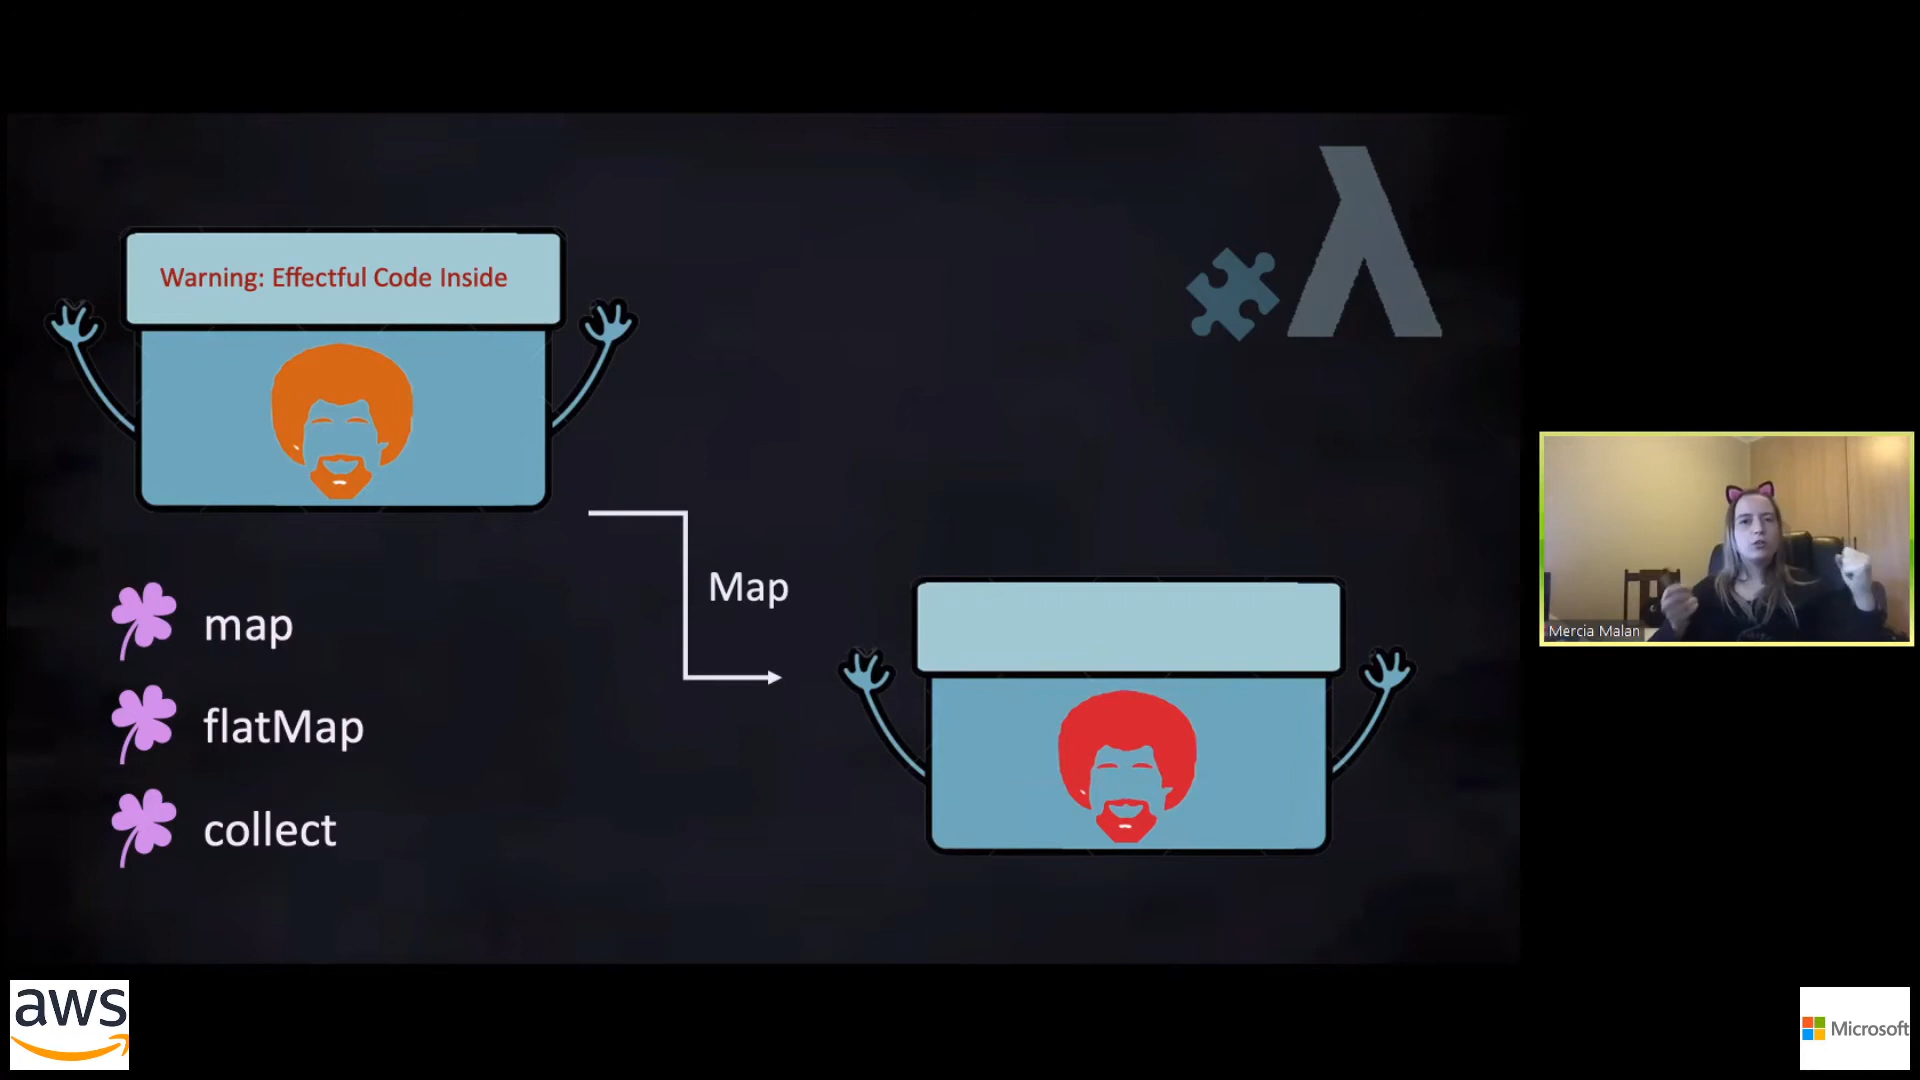 Warning: Effectful Code Inside
map
flatMap
collect
Map
λ
Mercia Malan
aws
Microsoft